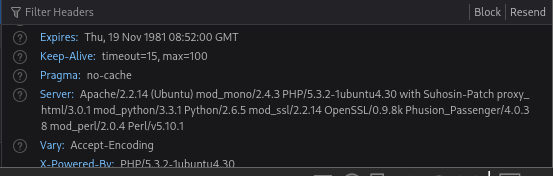 Filter Headers
Block
Resend
Expires: Thu, 19 Nov 1981 08:52:00 GMT
Keep-Alive: timeout=15, max=100
Pragma: no-cache
Server: Apache/2.2.14 (Ubuntu) mod_mono/2.4.3 PHP/5.3.2-1ubuntu4.30 with Suhosin-Patch proxy_
html/3.0.1 mod_python/3.3.1 Python/2.6.5 mod_ssl/2.2.14 OpenSSL/0.9.8k Phusion_Passenger/4.0.3
8 mod_perl/2.0.4 Perl/v5.10.1
Vary: Accept-Encoding
X-Powered-By: PHP/5.3.2-1ubuntu4.30